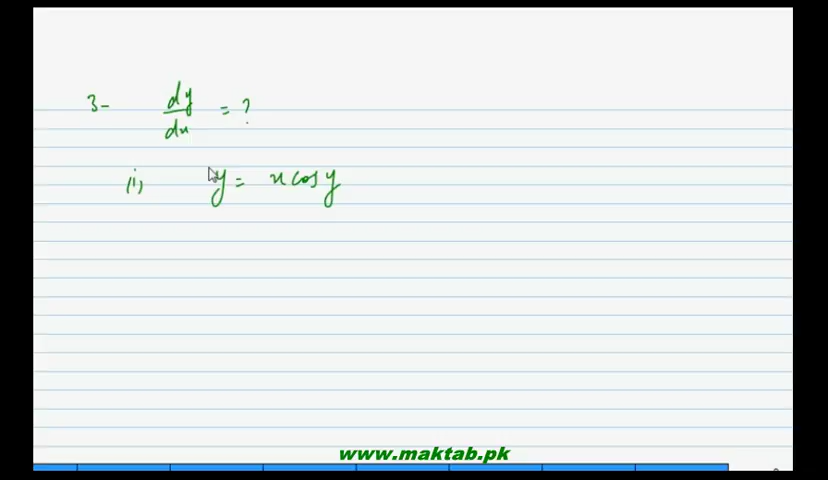 3- dy/dx = ?
(i) y = x cos y
www.maktab.pk